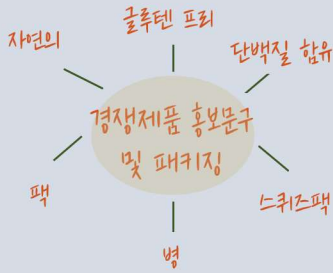 글루텐 프리
자연의
단백질 함유
경쟁제품 홍보문구
및 패키징
팩
스퀴즈팩
병